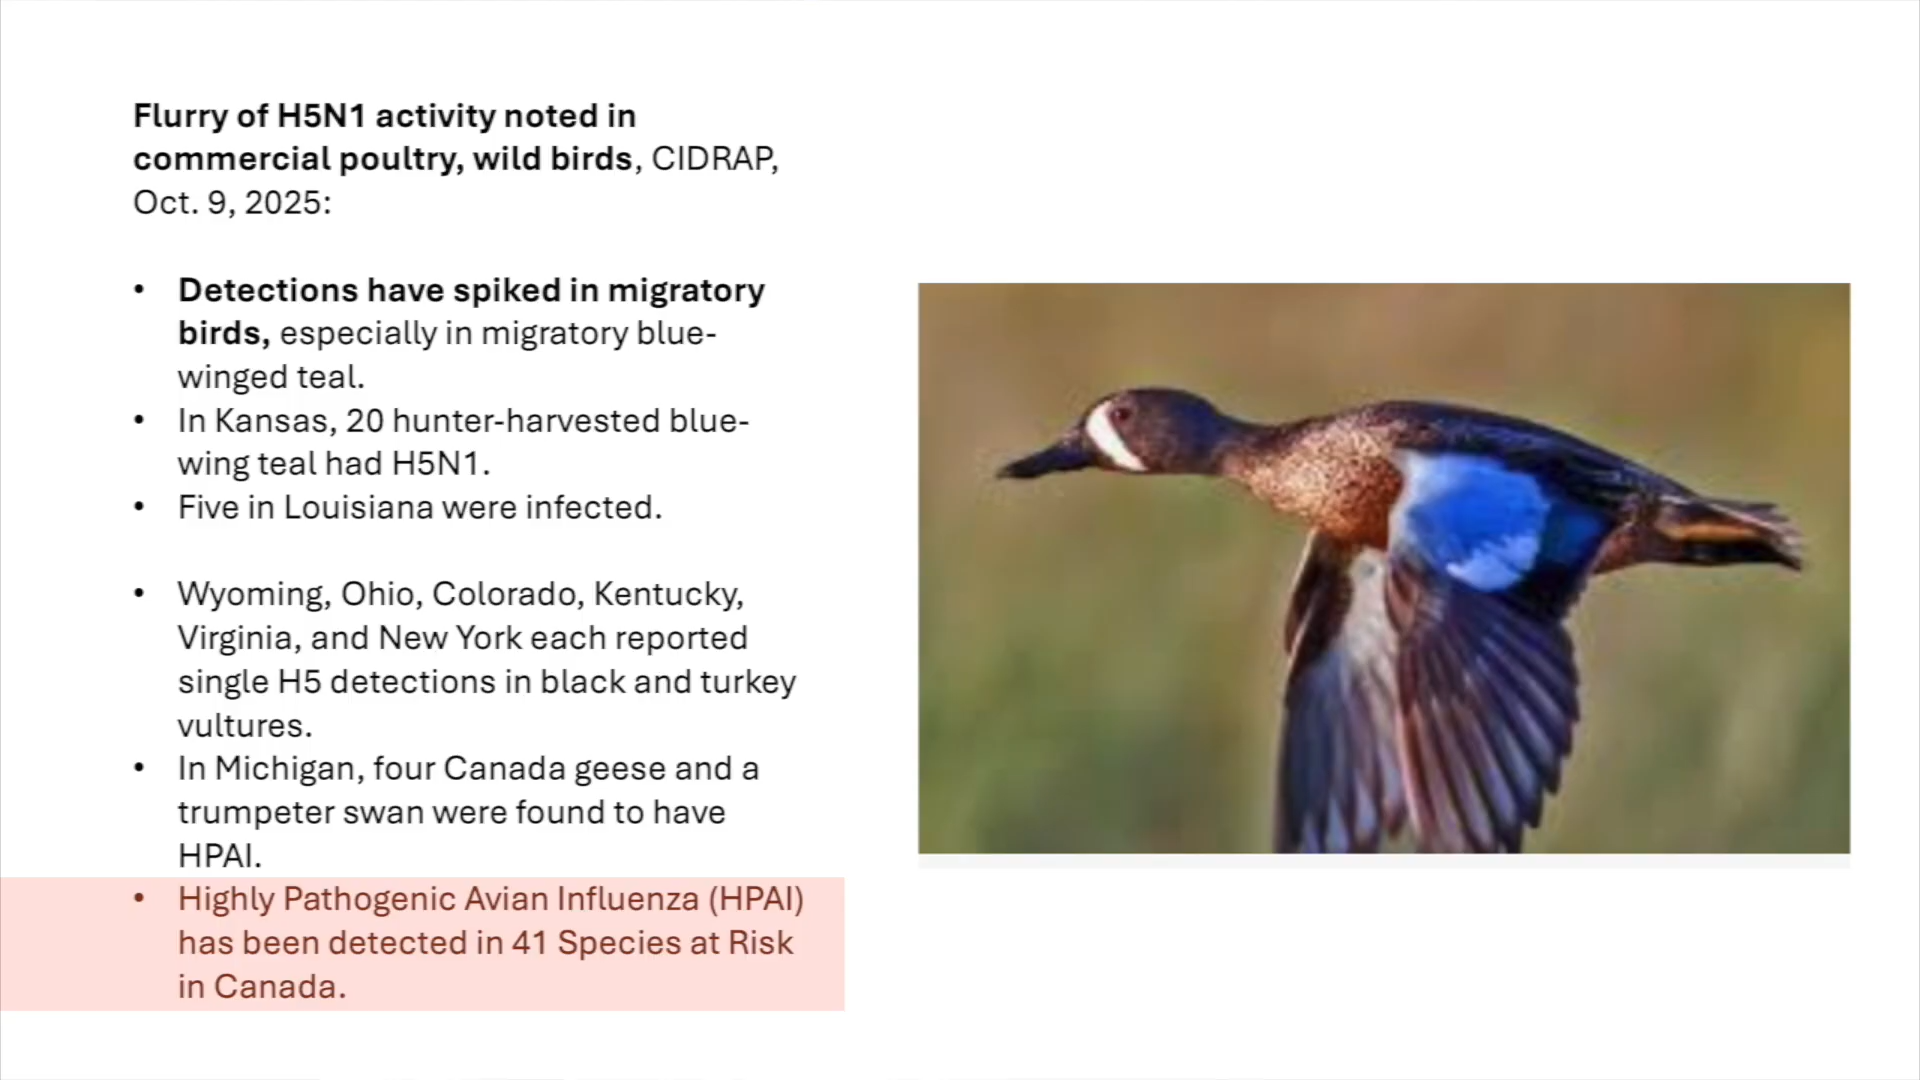 Flurry of H5N1 activity noted in
commercial poultry, wild birds, CIDRAP,
Oct. 9, 2025:
• Detections have spiked in migratory
birds, especially in migratory blue-
winged teal.
• In Kansas, 20 hunter-harvested blue-
wing teal had H5N1.
• Five in Louisiana were infected.
• Wyoming, Ohio, Colorado, Kentucky,
Virginia, and New York each reported
single H5 detections in black and turkey
vultures.
• In Michigan, four Canada geese and a
trumpeter swan were found to have
HPAI.
• Highly Pathogenic Avian Influenza (HPAI)
has been detected in 41 Species at Risk
in Canada.